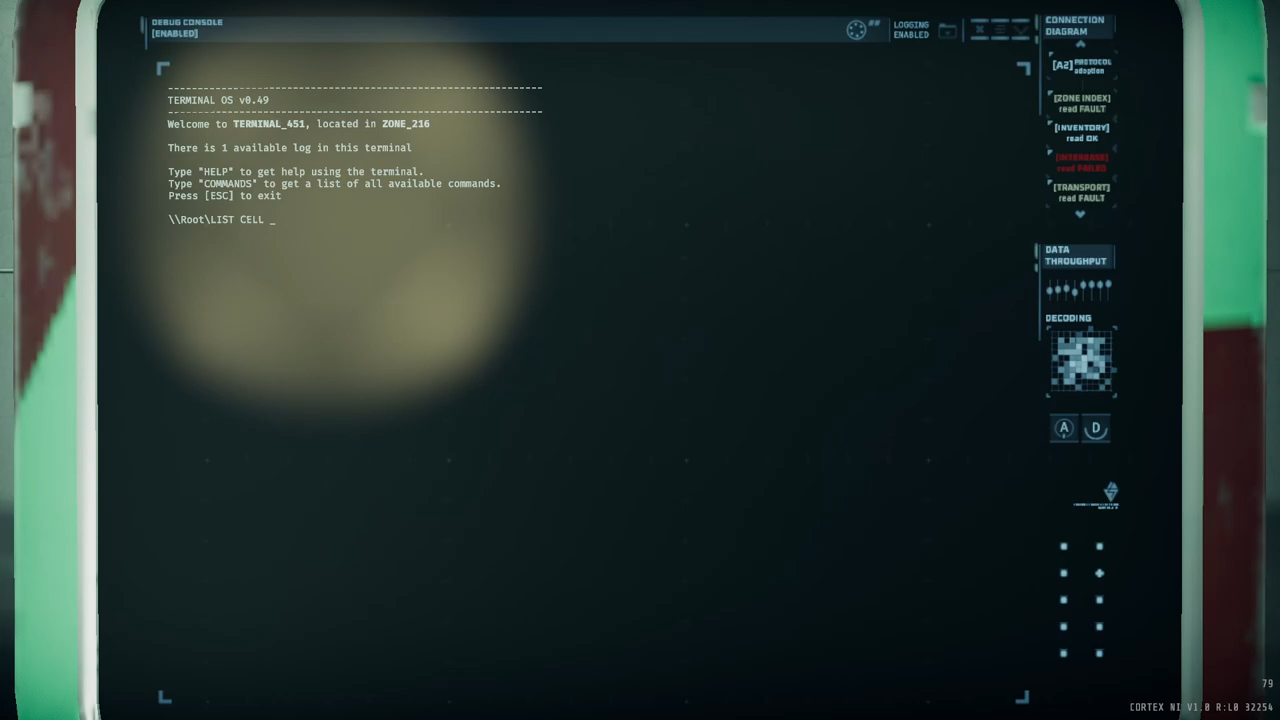 DEBUG CONSOLE
[ENABLED]
LOGGING
ENABLED
CONNECTION
DIAGRAM
TERMINAL OS v0.49
Welcome to TERMINAL_451, located in ZONE_216
There is 1 available log in this terminal
Type "HELP" to get help using the terminal.
Type "COMMANDS" to get a list of all available commands.
Press [ESC] to exit
\\Root\LIST CELL _
[A2] PROTOCOL
adoption
[ZONE INDEX]
read FAULT
[INVENTORY]
read OK
read FAILED
[TRANSPORT]
read FAULT
DATA
THROUGHPUT
DECODING
A D
79
CORTEX NI V1.0 R:L0 32254